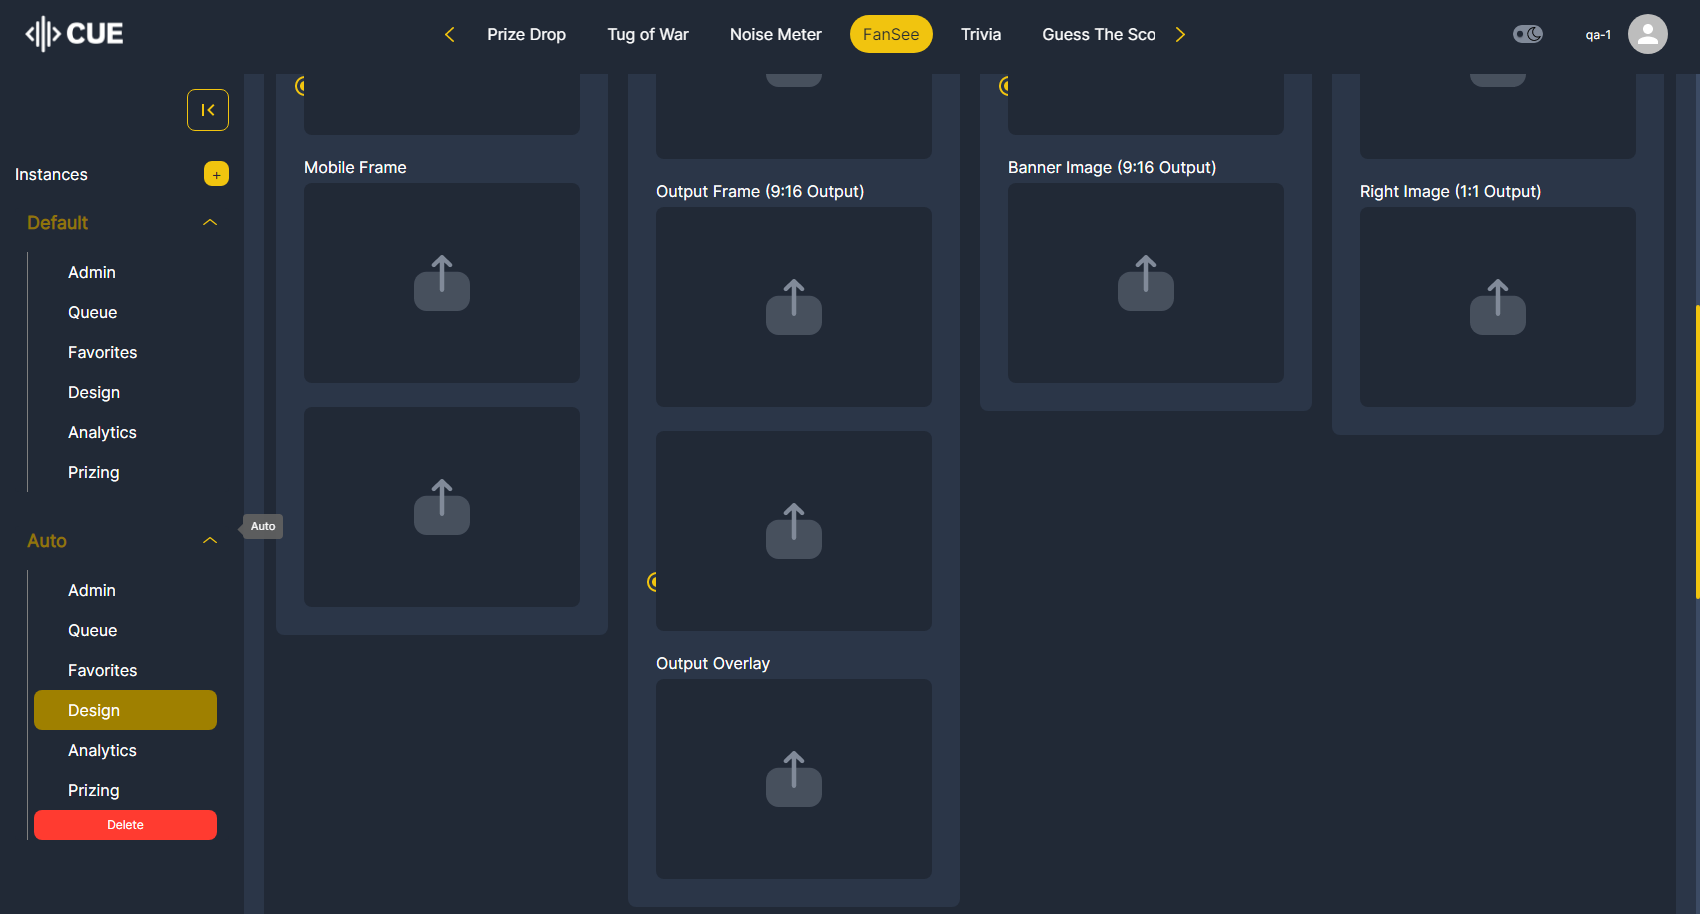 CUE
Prize Drop
Tug of War
Noise Meter
FanSee
Trivia
Guess The Sco
qa-1
Instances
+
Default
Admin
Queue
Favorites
Design
Analytics
Prizing
Auto
Auto
Admin
Queue
Favorites
Design
Analytics
Prizing
Delete
Mobile Frame
Output Frame (9:16 Output)
Output Overlay
Banner Image (9:16 Output)
Right Image (1:1 Output)